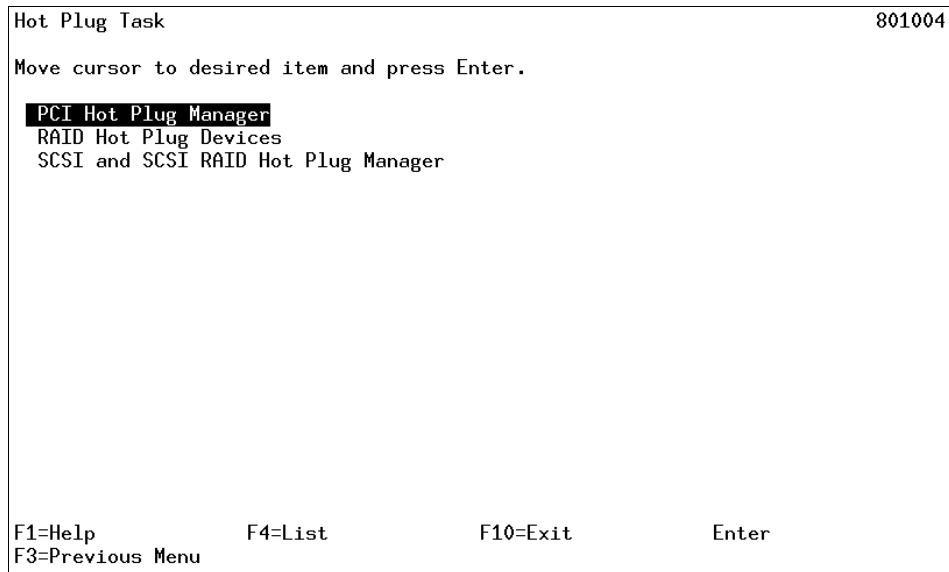 Hot Plug Task 801004
Move cursor to desired item and press Enter.
PCI Hot Plug Manager
RAID Hot Plug Devices
SCSI and SCSI RAID Hot Plug Manager
F1=Help F4=List F10=Exit Enter
F3=Previous Menu